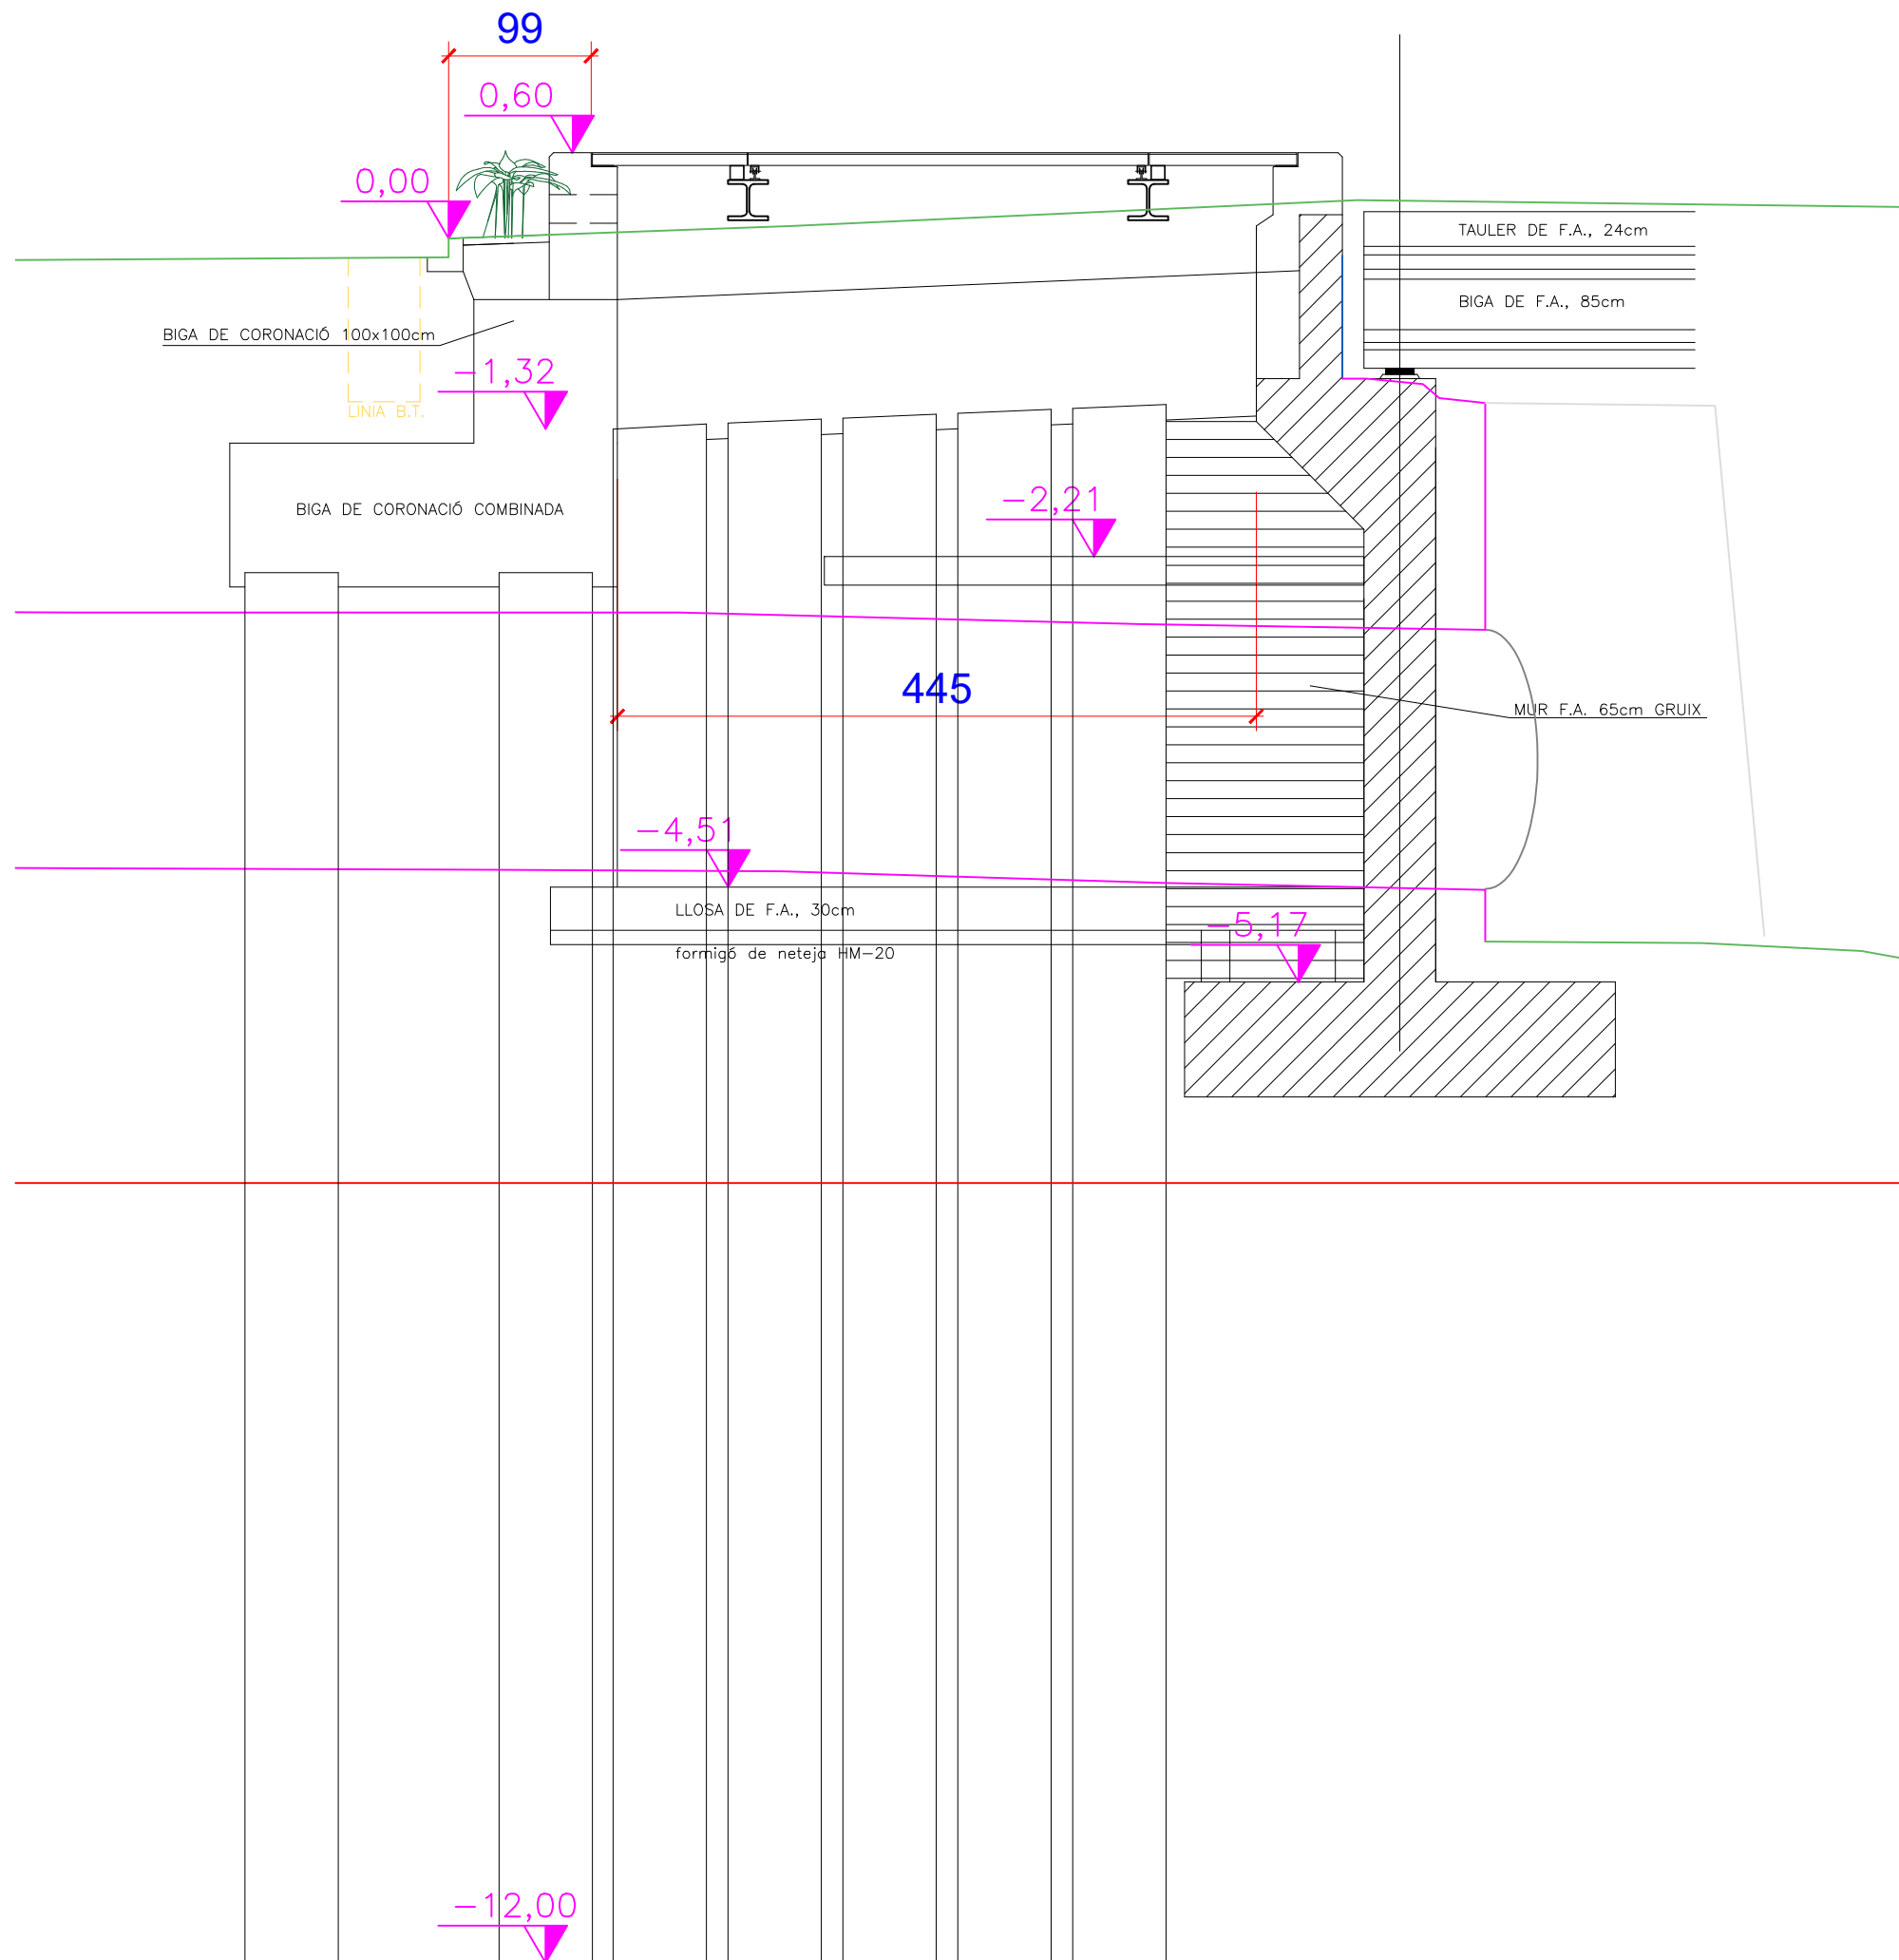 99
0,60
0,00
TAULER DE F.A., 24cm
BIGA DE F.A., 85cm
BIGA DE CORONACIÓ 100x100cm
-1,32
LINIA B.T.
-2,21
BIGA DE CORONACIÓ COMBINADA
445
MUR F.A. 65cm GRUIX
-4,51
LLOSA DE F.A., 30cm
-5,17
formigó de neteja HM-20
-12,00